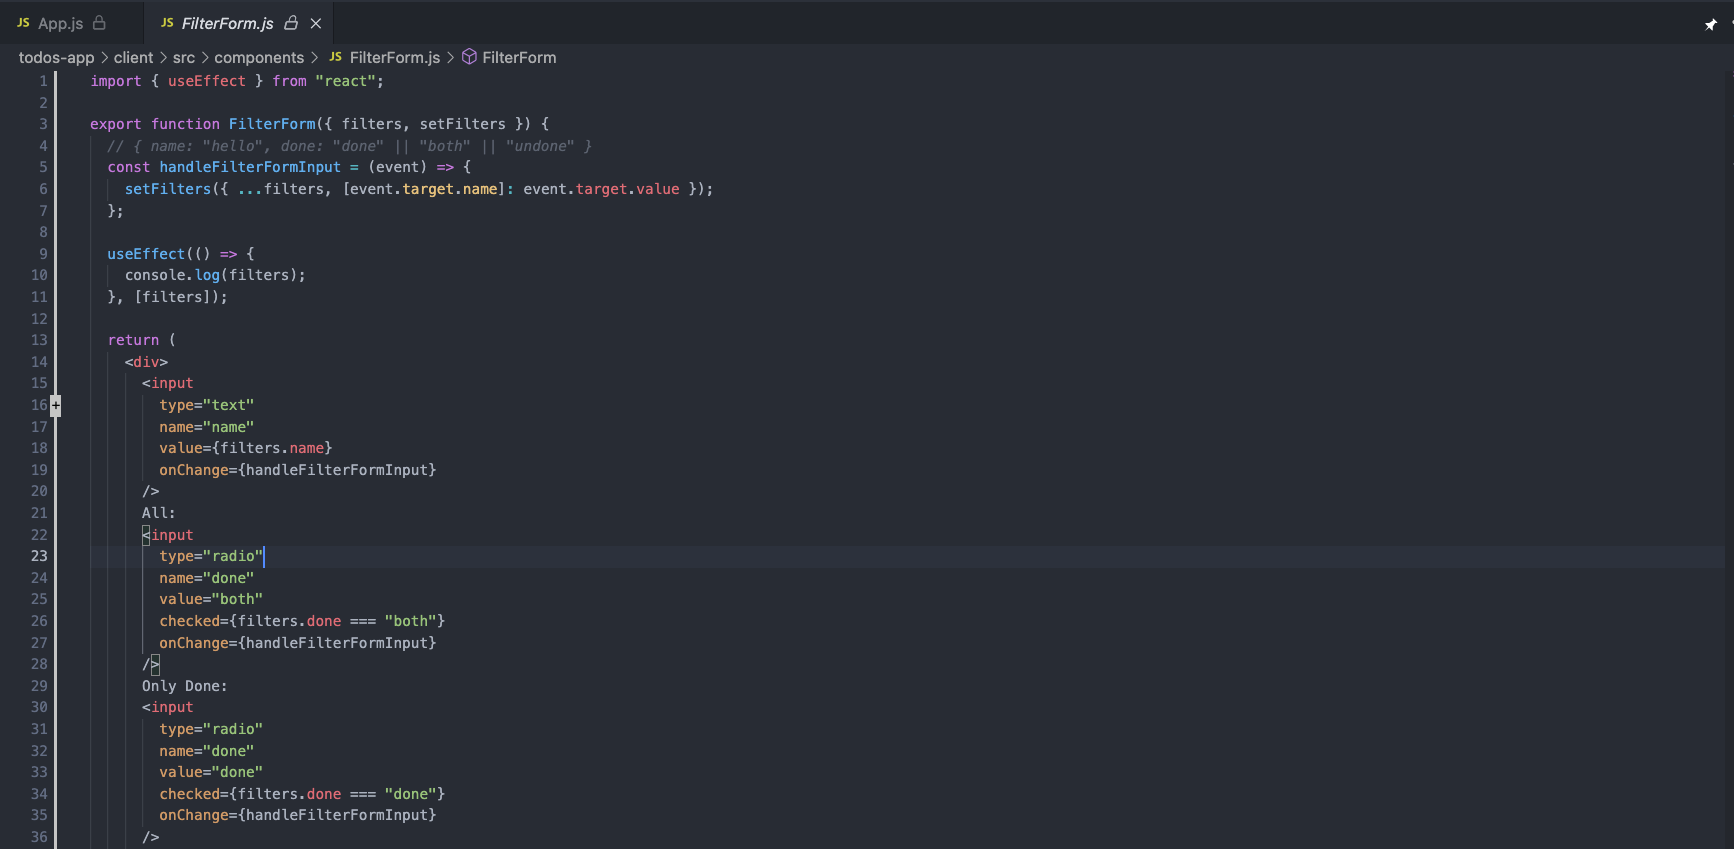 JS App.js JS FilterForm.js
todos-app > client > src > components > JS FilterForm.js > FilterForm
1 import { useEffect } from "react";
2
3 export function FilterForm({ filters, setFilters }) {
4 // { name: "hello", done: "done" || "both" || "undone" }
5 const handleFilterFormInput = (event) => {
6 setFilters({ ...filters, [event.target.name]: event.target.value });
7 };
8
9 useEffect(() => {
10 console.log(filters);
11 }, [filters]);
12
13 return (
14 <div>
15 <input
16 + type="text"
17 name="name"
18 value={filters.name}
19 onChange={handleFilterFormInput}
20 />
21 All:
22 <input
23 type="radio"
24 name="done"
25 value="both"
26 checked={filters.done === "both"}
27 onChange={handleFilterFormInput}
28 />
29 Only Done:
30 <input
31 type="radio"
32 name="done"
33 value="done"
34 checked={filters.done === "done"}
35 onChange={handleFilterFormInput}
36 />